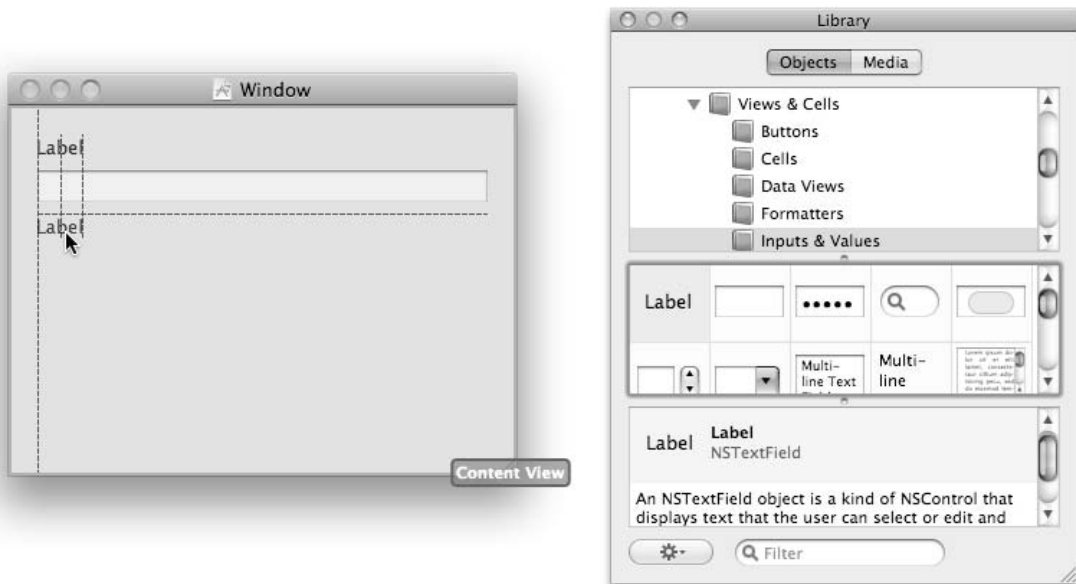 Window
Label
Label
Content View
Library
Objects Media
Views & Cells
Buttons
Cells
Data Views
Formatters
Inputs & Values
Label
Multi-
line Text
Multi-
line
Label
Label
NSTextField
An NSTextField object is a kind of NSControl that
displays text that the user can select or edit and
Filter